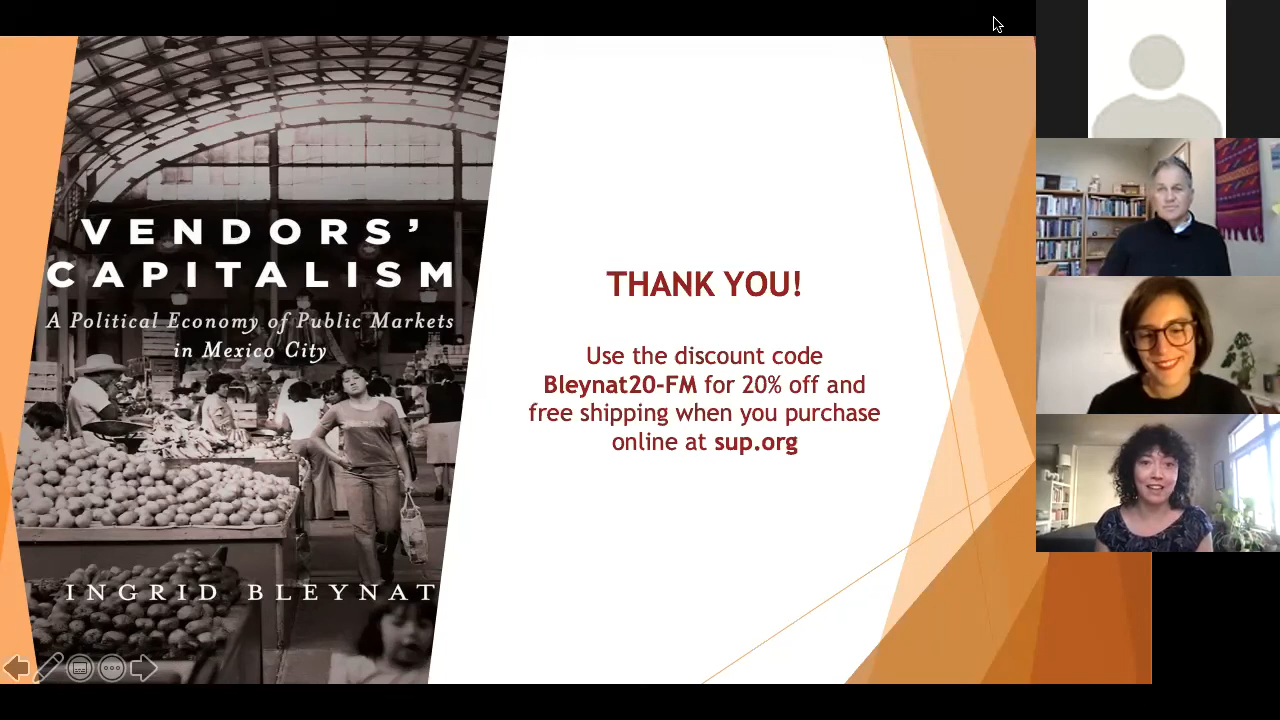 VENDORS’
CAPITALISM
A Political Economy of Public Markets
in Mexico City
INGRID BLEYNAT
THANK YOU!
Use the discount code
Bleynat20-FM for 20% off and
free shipping when you purchase
online at sup.org